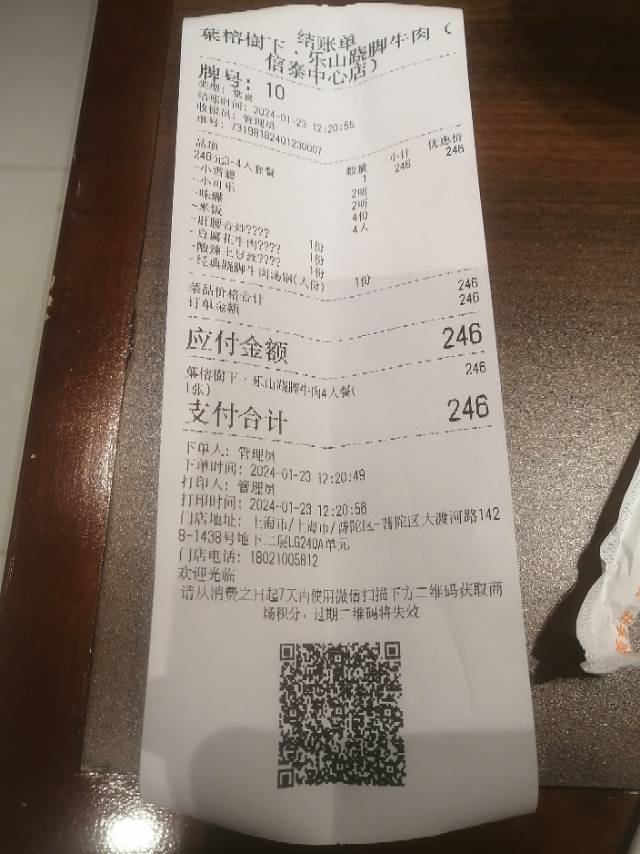 结账单
葉榕樹下·乐山跷脚牛肉(
信泰中心店)
牌号: 10
类型: 堂食
结账时间: 2024-01-23 12:20:55
收银员: 管理员
单号: 73198182401230007
品项 数量 小计 优惠价
246元3-4人套餐 1 246 246
-小雪碧 2听
-小可乐 2听
-味碟 4份
-米饭 4人
-肝腰合炒???? 1份
-豆腐花牛肉???? 1份
-酸辣土豆丝???? 1份
-经典跷脚牛肉汤锅(人份) 1份
菜品价格合计 246
订单金额 246
应付金额 246
葉榕樹下·乐山跷脚牛肉4人餐( 246
1张)
支付合计 246
下单人: 管理员
下单时间: 2024-01-23 12:20:49
打印人: 管理员
打印时间: 2024-01-23 12:20:56
门店地址: 上海市/上海市/普陀区-普陀区大渡河路142
8-1438号地下二层LG240A单元
门店电话: 18021005812
欢迎光临
请从消费之日起7天内使用微信扫描下方二维码获取商
场积分，过期二维码将失效